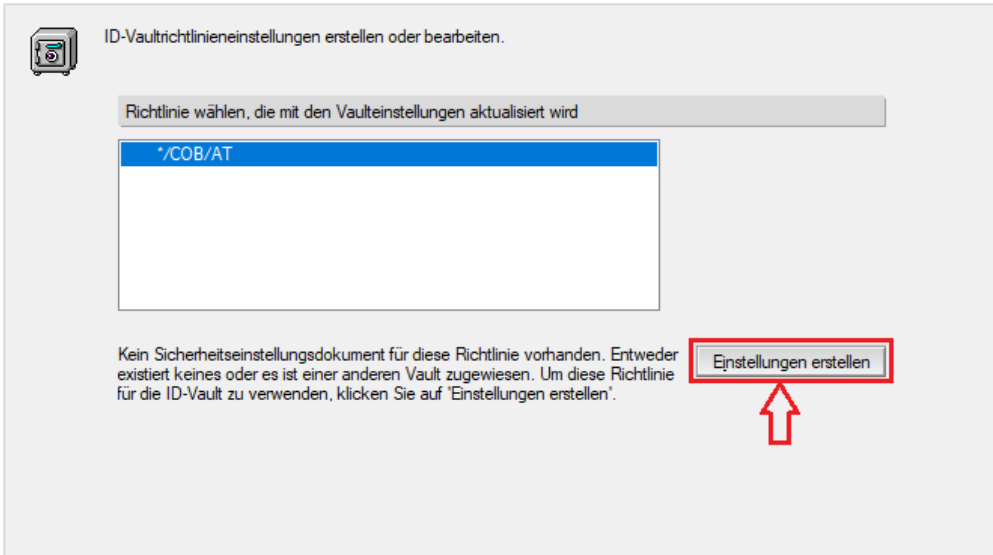 ID-Vaultrichtlinieneinstellungen erstellen oder bearbeiten.
Richtlinie wählen, die mit den Vaulteinstellungen aktualisiert wird
*/COB/AT
Kein Sicherheitseinstellungsdokument für diese Richtlinie vorhanden. Entweder
existiert keines oder es ist einer anderen Vault zugewiesen. Um diese Richtlinie
für die ID-Vault zu verwenden, klicken Sie auf "Einstellungen erstellen".
Einstellungen erstellen